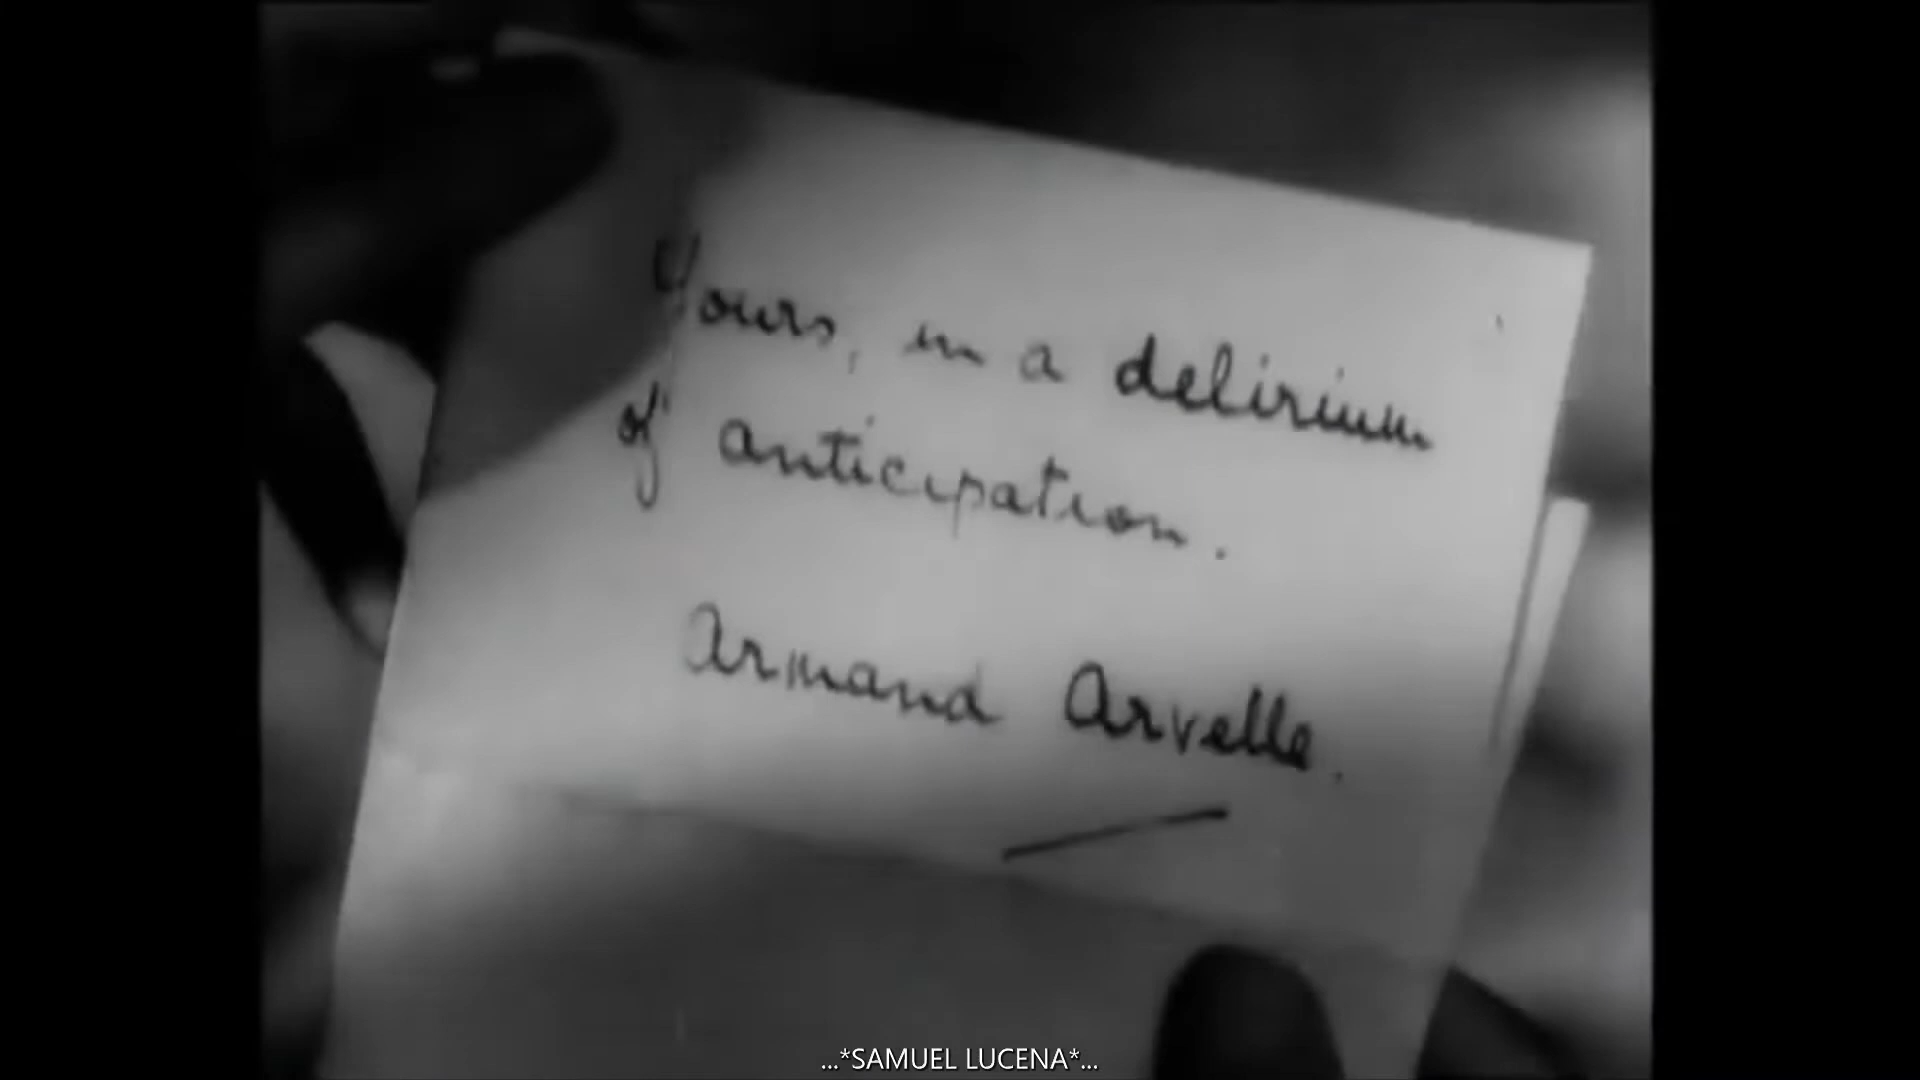 Yours, in a delirium
of anticipation.
Armand Arvelle.
...*SAMUEL LUCENA*...